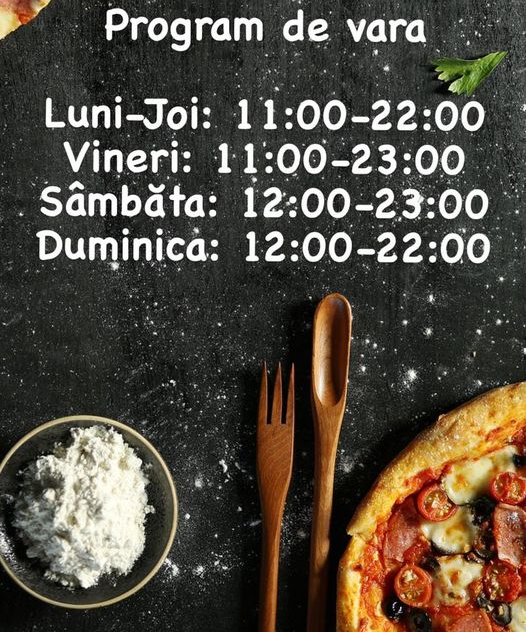 Program de vara
Luni-Joi: 11:00-22:00
Vineri: 11:00-23:00
Sâmbăta: 12:00-23:00
Duminica: 12:00-22:00